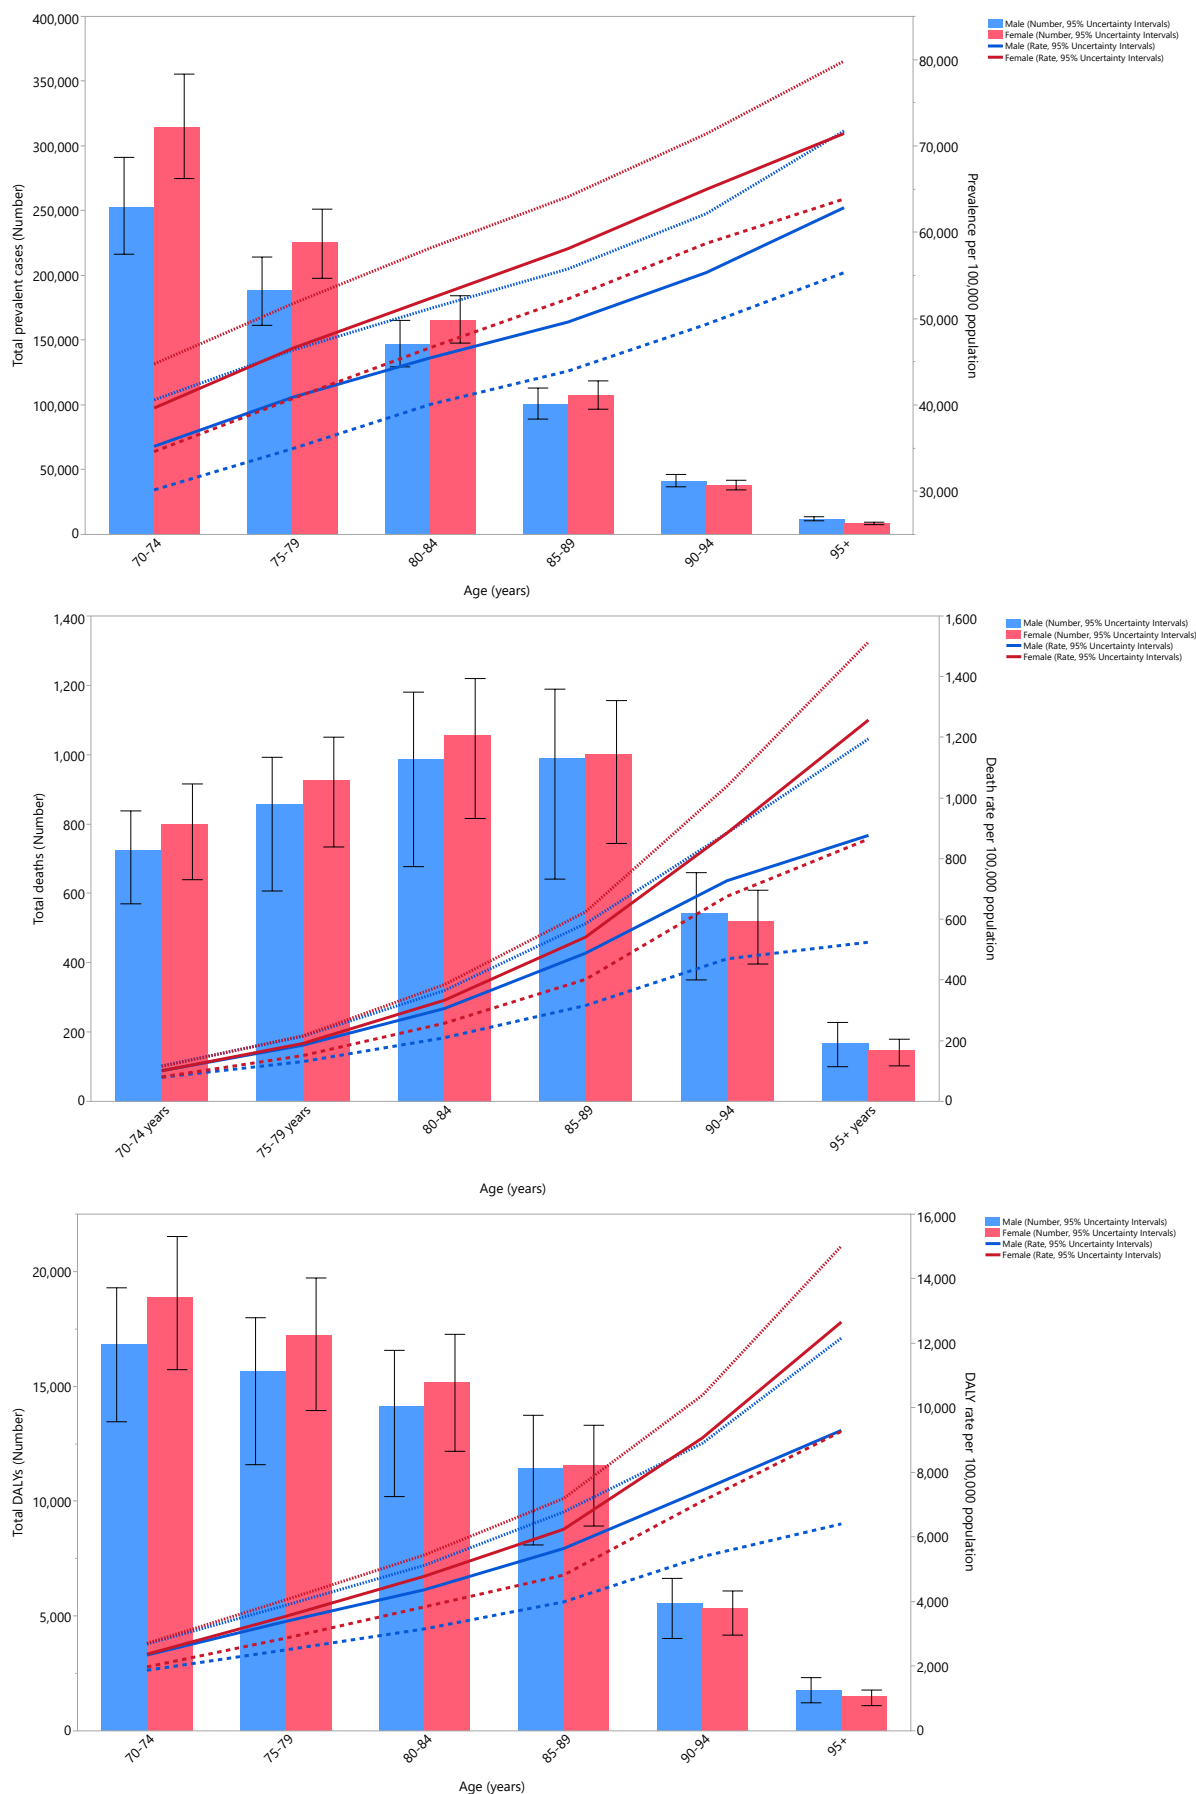 400,000
350,000
300,000
250,000
200,000
150,000
100,000
50,000
0
Total prevalent cases (Number)
80,000
70,000
60,000
50,000
40,000
30,000
Prevalence per 100,000 population
Male (Number, 95% Uncertainty Intervals)
Female (Number, 95% Uncertainty Intervals)
Male (Rate, 95% Uncertainty Intervals)
Female (Rate, 95% Uncertainty Intervals)
70-74
75-79
80-84
85-89
90-94
95+
Age (years)
1,400
1,200
1,000
800
600
400
200
0
Total deaths (Number)
1,600
1,400
1,200
1,000
800
600
400
200
0
Death rate per 100,000 population
Male (Number, 95% Uncertainty Intervals)
Female (Number, 95% Uncertainty Intervals)
Male (Rate, 95% Uncertainty Intervals)
Female (Rate, 95% Uncertainty Intervals)
70-74 years
75-79 years
80-84
85-89
90-94
95+ years
Age (years)
20,000
15,000
10,000
5,000
0
Total DALYs (Number)
16,000
14,000
12,000
10,000
8,000
6,000
4,000
2,000
0
DALY rate per 100,000 population
Male (Number, 95% Uncertainty Intervals)
Female (Number, 95% Uncertainty Intervals)
Male (Rate, 95% Uncertainty Intervals)
Female (Rate, 95% Uncertainty Intervals)
70-74
75-79
80-84
85-89
90-94
95+
Age (years)